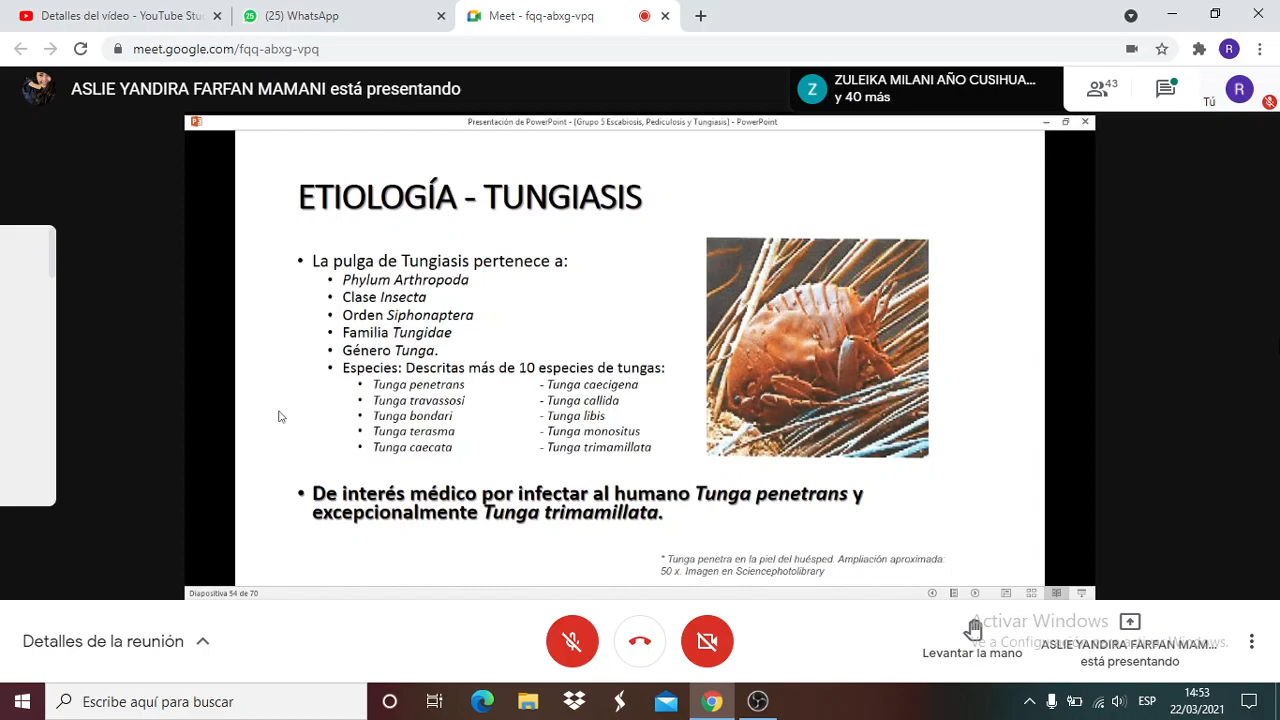 Detalles del vídeo - YouTube Stu
(25) WhatsApp
Meet - fqq-abxg-vpq
meet.google.com/fqq-abxg-vpq
R
ASLIE YANDIRA FARFAN MAMANI está presentando
Z
ZULEIKA MILANI AÑO CUSIHUA...
y 40 más
43
Tú
R
Presentación de PowerPoint - [Grupo 5 Escabiosis, Pediculosis y Tungiasis] - PowerPoint
ETIOLOGÍA - TUNGIASIS
• La pulga de Tungiasis pertenece a:
• Phylum Arthropoda
• Clase Insecta
• Orden Siphonaptera
• Familia Tungidae
• Género Tunga.
• Especies: Descritas más de 10 especies de tungas:
• Tunga penetrans - Tunga caecigena
• Tunga travassosi - Tunga callida
• Tunga bondari - Tunga libis
• Tunga terasma - Tunga monositus
• Tunga caecata - Tunga trimamillata
• De interés médico por infectar al humano Tunga penetrans y
excepcionalmente Tunga trimamillata.
* Tunga penetra en la piel del huésped. Ampliación aproximada:
50 x. Imagen en Sciencephotolibrary
Diapositiva 54 de 70
Detalles de la reunión
Activar Windows
Ve a Configuración para activar Windows.
Levantar la mano
ASLIE YANDIRA FARFAN MAM...
está presentando
Escribe aquí para buscar
ESP
14:53
22/03/2021